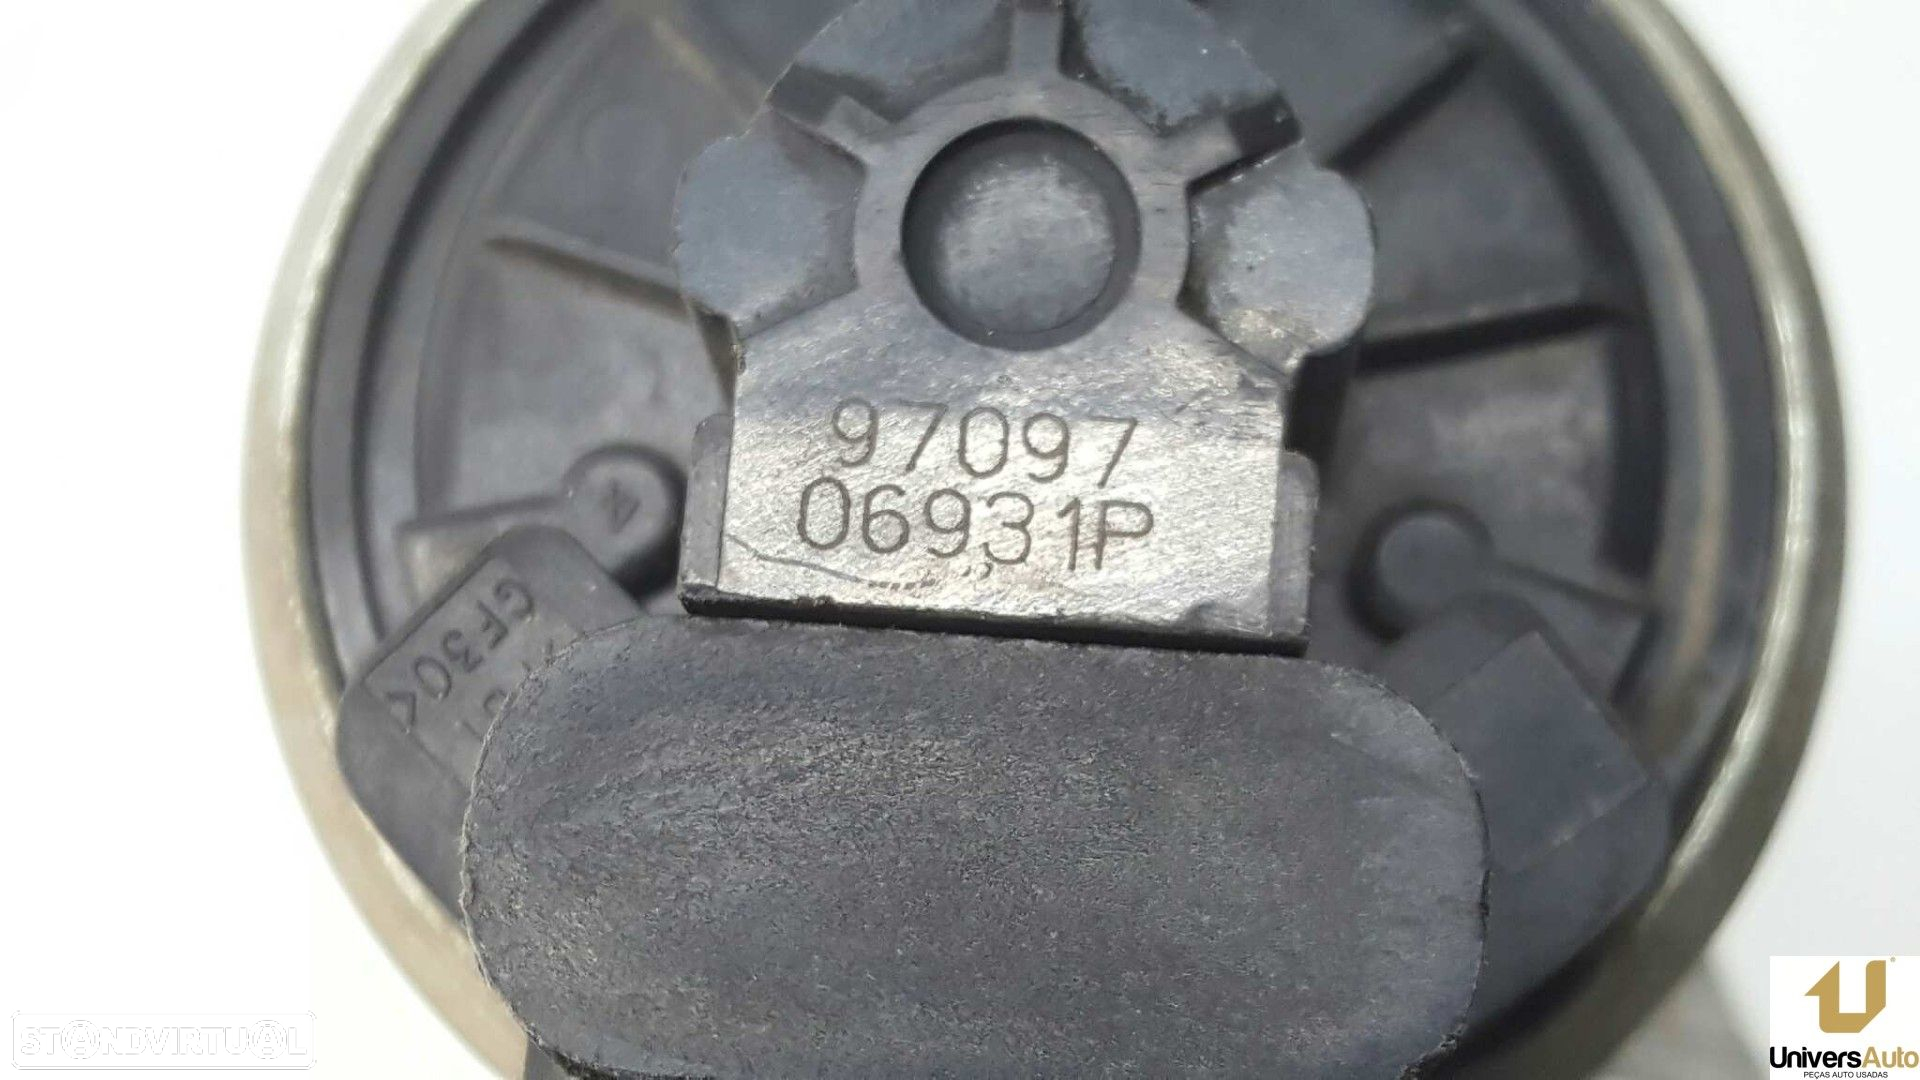 97097
06931P
GF30<
STANDVIRTUAL
UniversAuto
PEÇAS AUTO USADAS